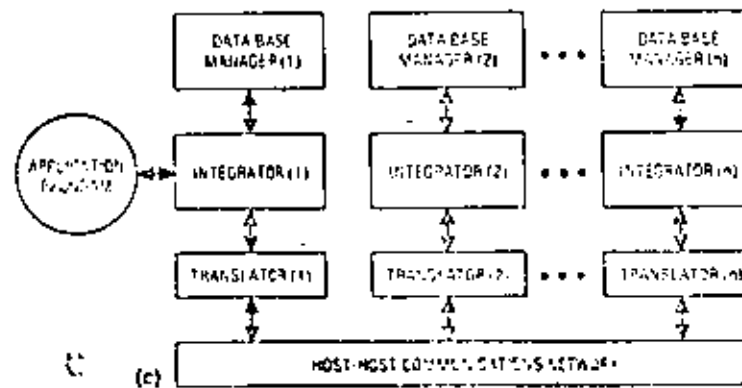 DATA BASE
MANAGER (1)
DATA BASE
MANAGER (2)
DATA BASE
MANAGER (n)
APPLICATION
PROGRAM
INTEGRATOR (1)
INTEGRATOR (2)
INTEGRATOR (n)
TRANSLATOR (1)
TRANSLATOR (2)
TRANSLATOR (n)
HOST-HOST COMMUNICATIONS NETWORK
(c)